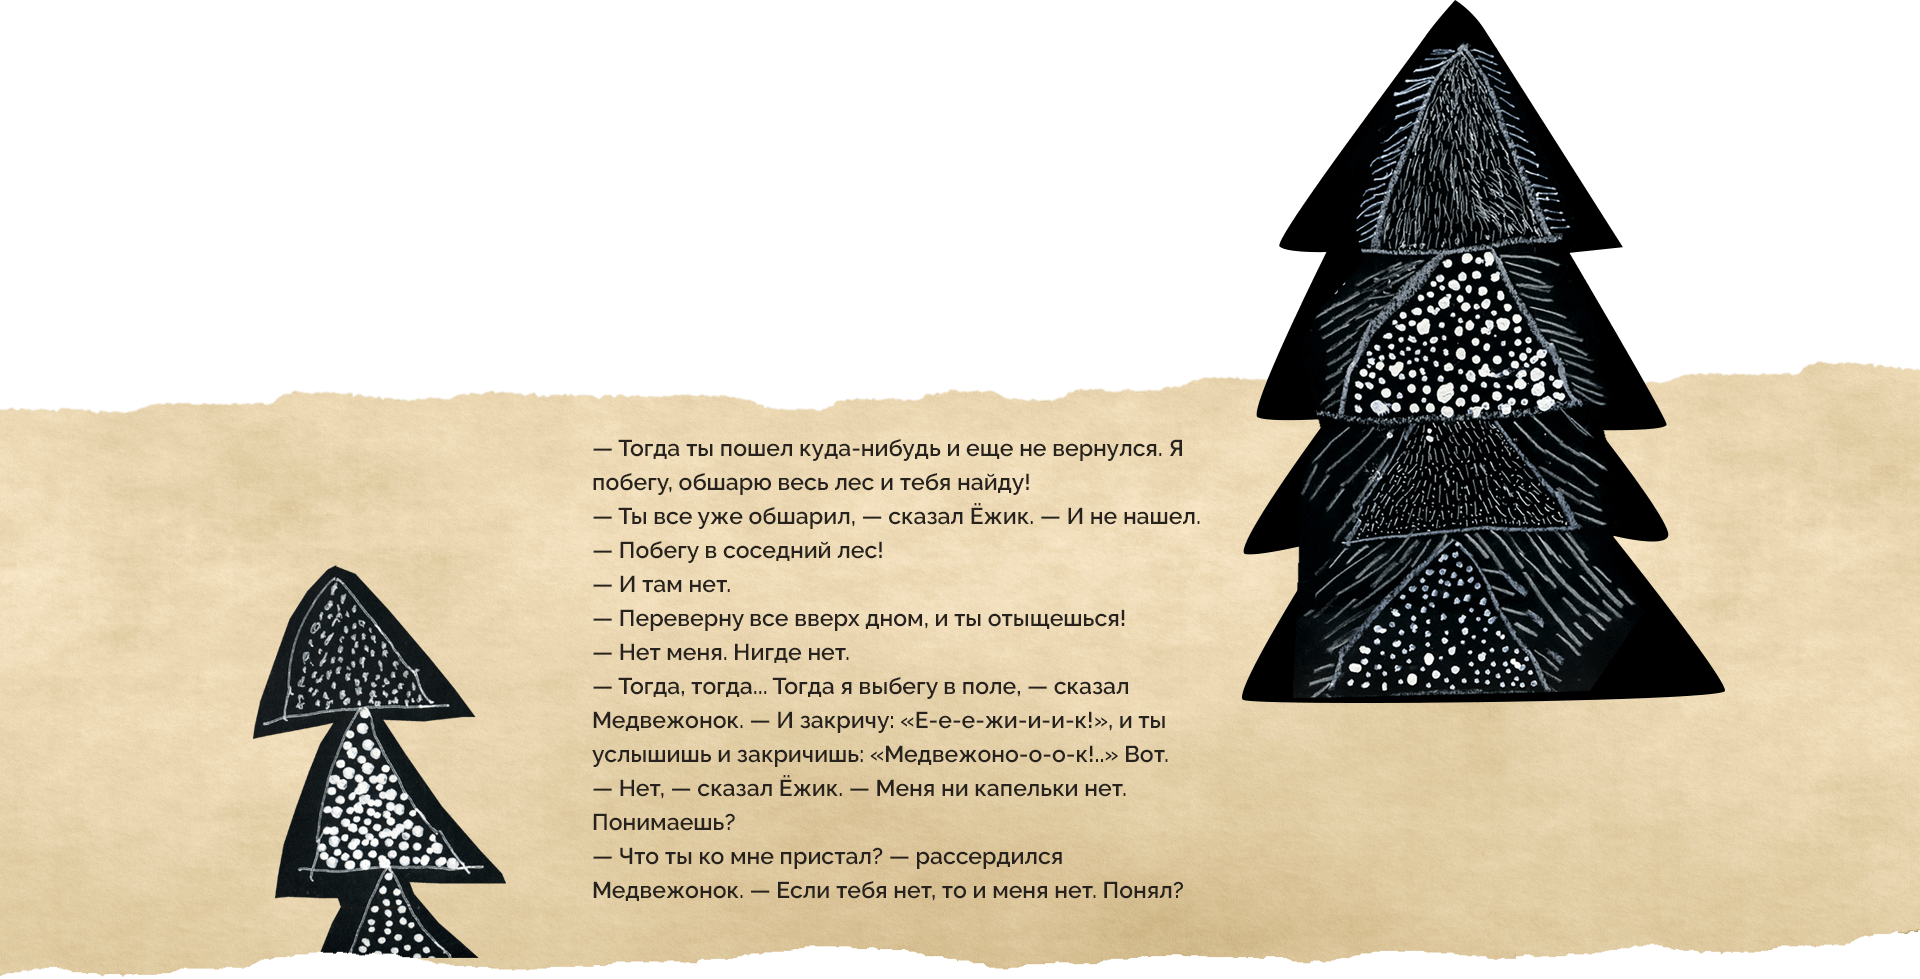 — Тогда ты пошел куда-нибудь и еще не вернулся. Я
побегу, обшарю весь лес и тебя найду!
— Ты все уже обшарил, — сказал Ёжик. — И не нашел.
— Побегу в соседний лес!
— И там нет.
— Переверну все вверх дном, и ты отыщешься!
— Нет меня. Нигде нет.
— Тогда, тогда... Тогда я выбегу в поле, — сказал
Медвежонок. — И закричу: «Е-е-е-жи-и-и-к!», и ты
услышишь и закричишь: «Медвежоно-о-о-к!..» Вот.
— Нет, — сказал Ёжик. — Меня ни капельки нет.
Понимаешь?
— Что ты ко мне пристал? — рассердился
Медвежонок. — Если тебя нет, то и меня нет. Понял?